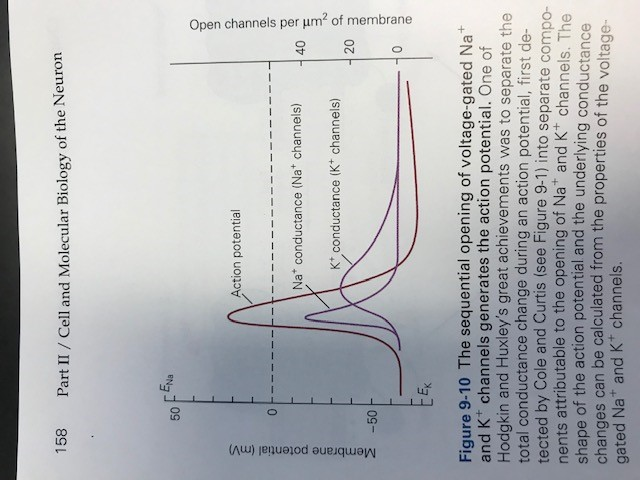 158 Part II / Cell and Molecular Biology of the Neuron
Open channels per μm² of membrane
Membrane potential (mV)
50
0
–50
E_Na
E_K
40
20
0
Action potential
Na⁺ conductance (Na⁺ channels)
K⁺ conductance (K⁺ channels)
Figure 9-10 The sequential opening of voltage-gated Na⁺
and K⁺ channels generates the action potential. One of
Hodgkin and Huxley's great achievements was to separate the
total conductance change during an action potential, first de-
tected by Cole and Curtis (see Figure 9-1) into separate compo-
nents attributable to the opening of Na⁺ and K⁺ channels. The
shape of the action potential and the underlying conductance
changes can be calculated from the properties of the voltage-
gated Na⁺ and K⁺ channels.